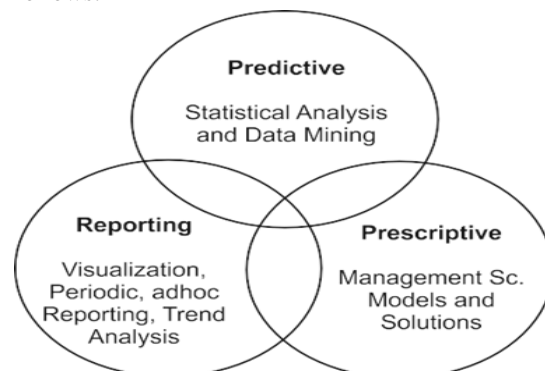 Predictive
Statistical Analysis
and Data Mining
Reporting
Visualization,
Periodic, adhoc
Reporting, Trend
Analysis
Prescriptive
Management Sc.
Models and
Solutions